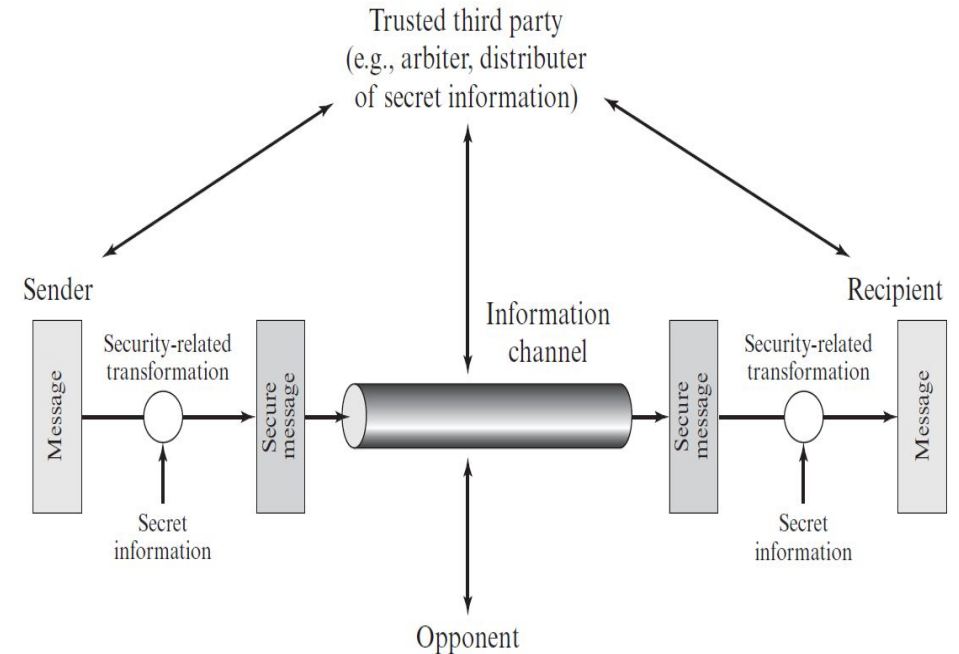 Trusted third party
(e.g., arbiter, distributer
of secret information)
Sender
Recipient
Information
channel
Security-related
transformation
Security-related
transformation
Message
Secure
message
Secure
message
Message
Secret
information
Secret
information
Opponent